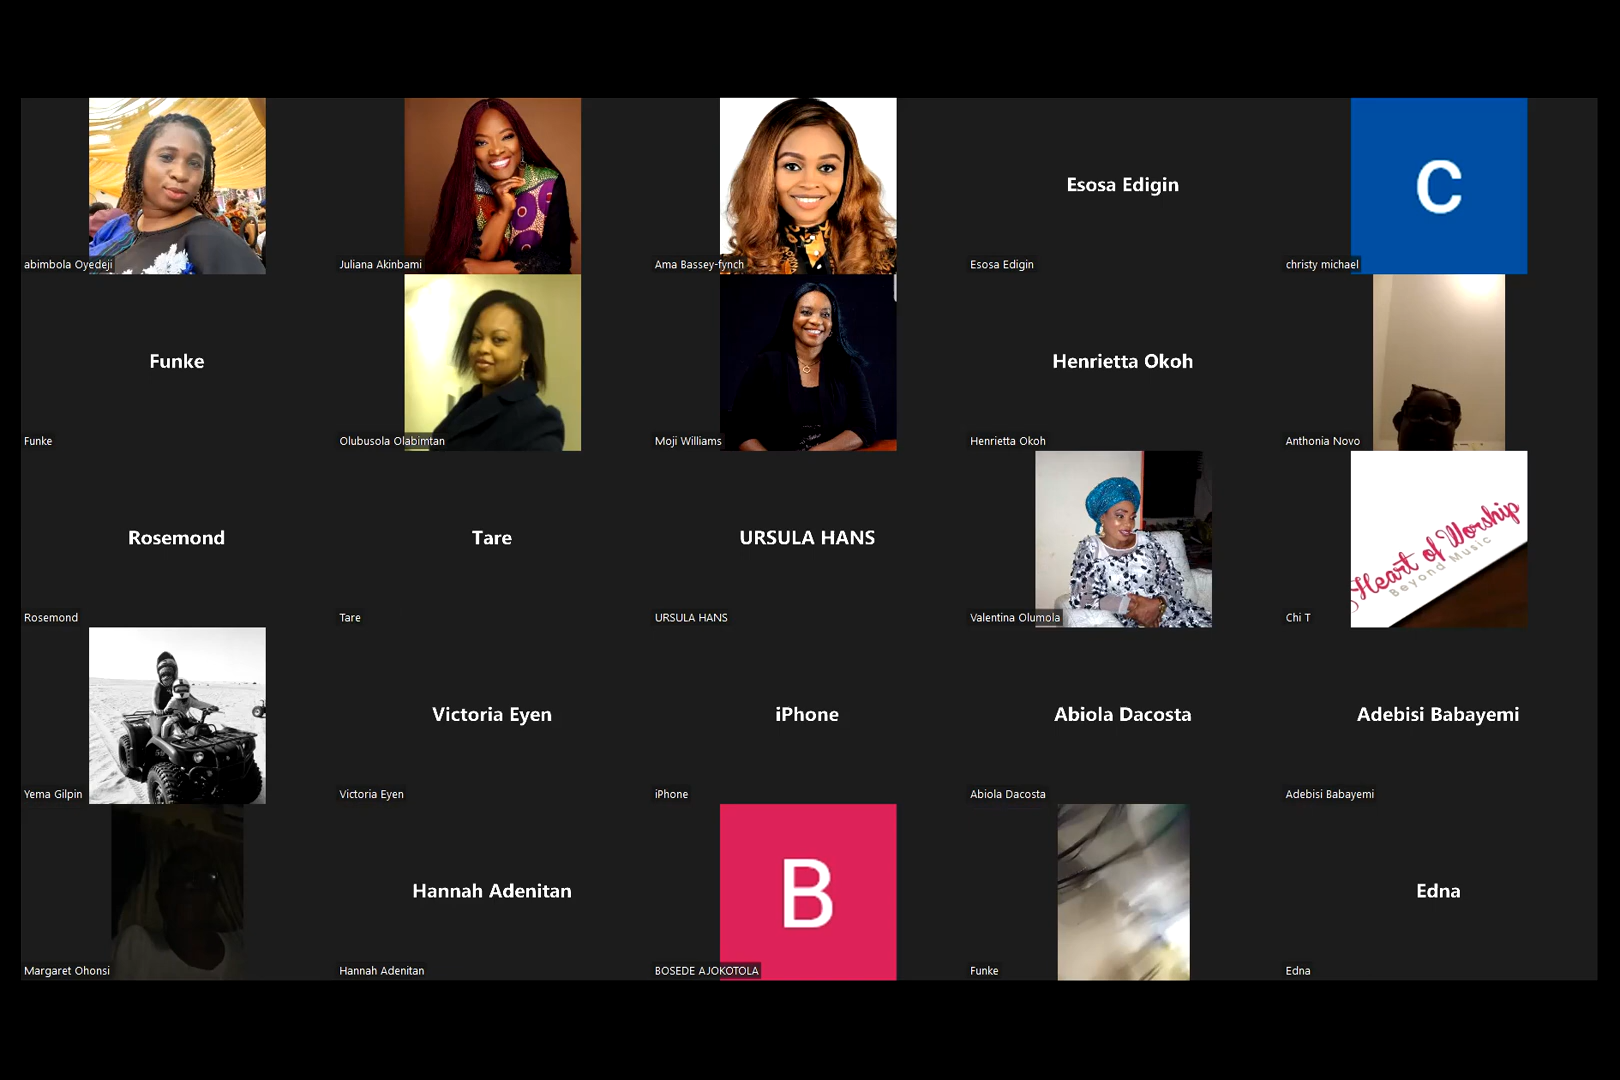 abimbola Oyedeji
Juliana Akinbami
Ama Bassey-fynch
Esosa Edigin
Esosa Edigin
C
christy michael
Funke
Funke
Olubusola Olabimtan
Moji Williams
Henrietta Okoh
Henrietta Okoh
Anthonia Novo
Rosemond
Rosemond
Tare
Tare
URSULA HANS
URSULA HANS
Valentina Olumola
Heart of Worship
Beyond Music
Chi T
Yema Gilpin
Victoria Eyen
Victoria Eyen
iPhone
iPhone
Abiola Dacosta
Abiola Dacosta
Adebisi Babayemi
Adebisi Babayemi
Margaret Ohonsi
Hannah Adenitan
Hannah Adenitan
B
BOSEDE AJOKOTOLA
Funke
Edna
Edna